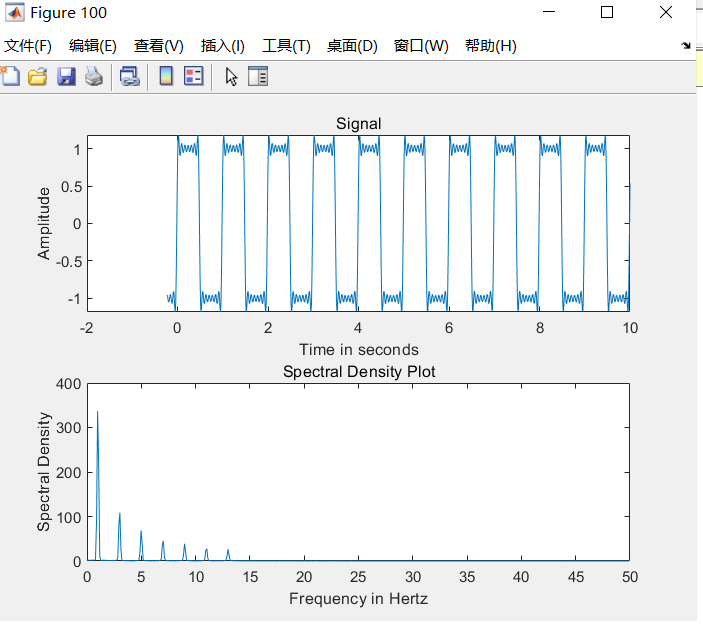 Figure 100
文件(F) 编辑(E) 查看(V) 插入(I) 工具(T) 桌面(D) 窗口(W) 帮助(H)
Signal
Amplitude
1
0.5
0
-0.5
-1
-2 0 2 4 6 8 10
Time in seconds
Spectral Density Plot
Spectral Density
400
300
200
100
0
0 5 10 15 20 25 30 35 40 45 50
Frequency in Hertz